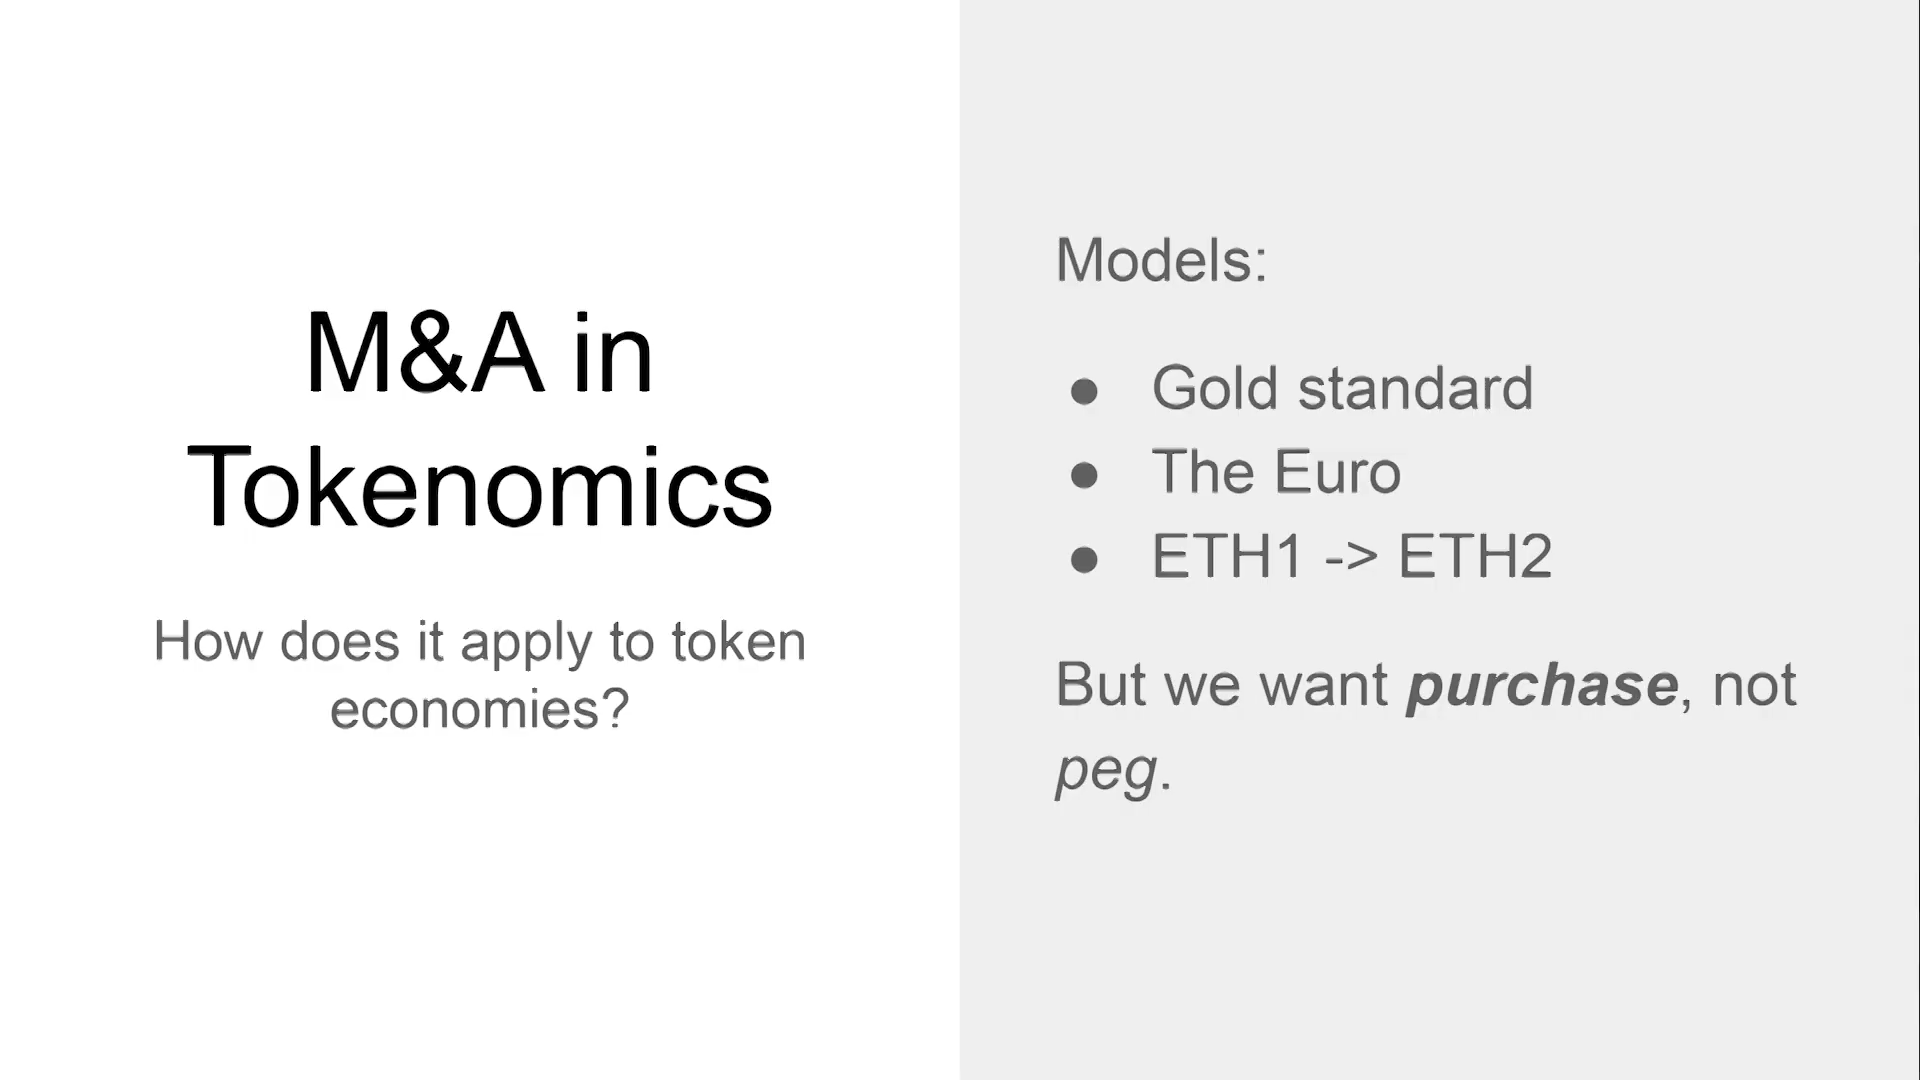 M&A in
Tokenomics
How does it apply to token
economies?
Models:
● Gold standard
● The Euro
● ETH1 -> ETH2
But we want purchase, not
peg.